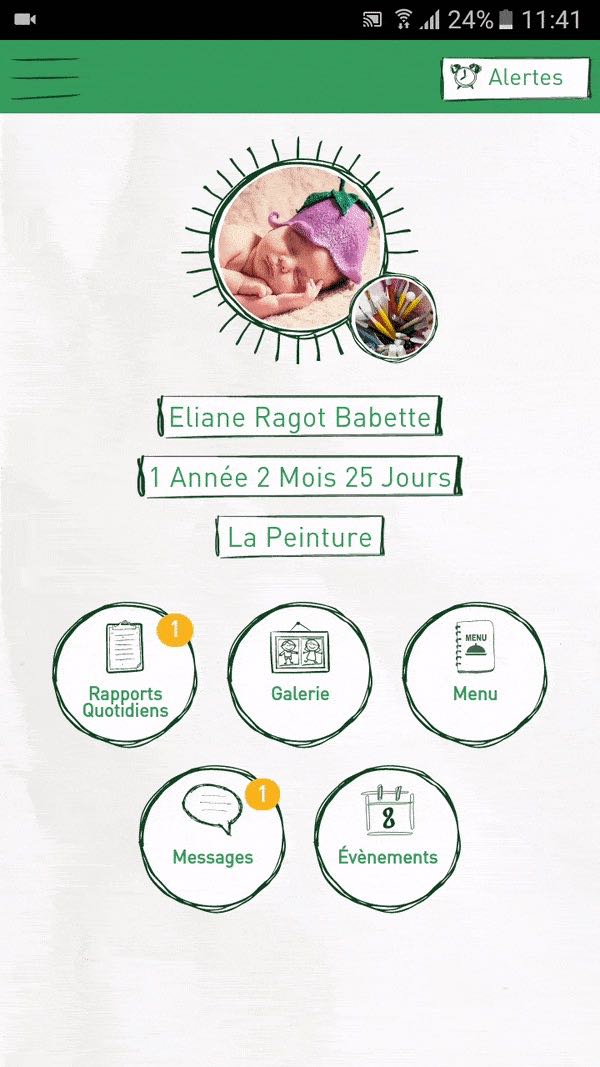 24% 11:41
Alertes
Eliane Ragot Babette
1 Année 2 Mois 25 Jours
La Peinture
1
Rapports
Quotidiens
Galerie
MENU
Menu
1
Messages
8
Évènements